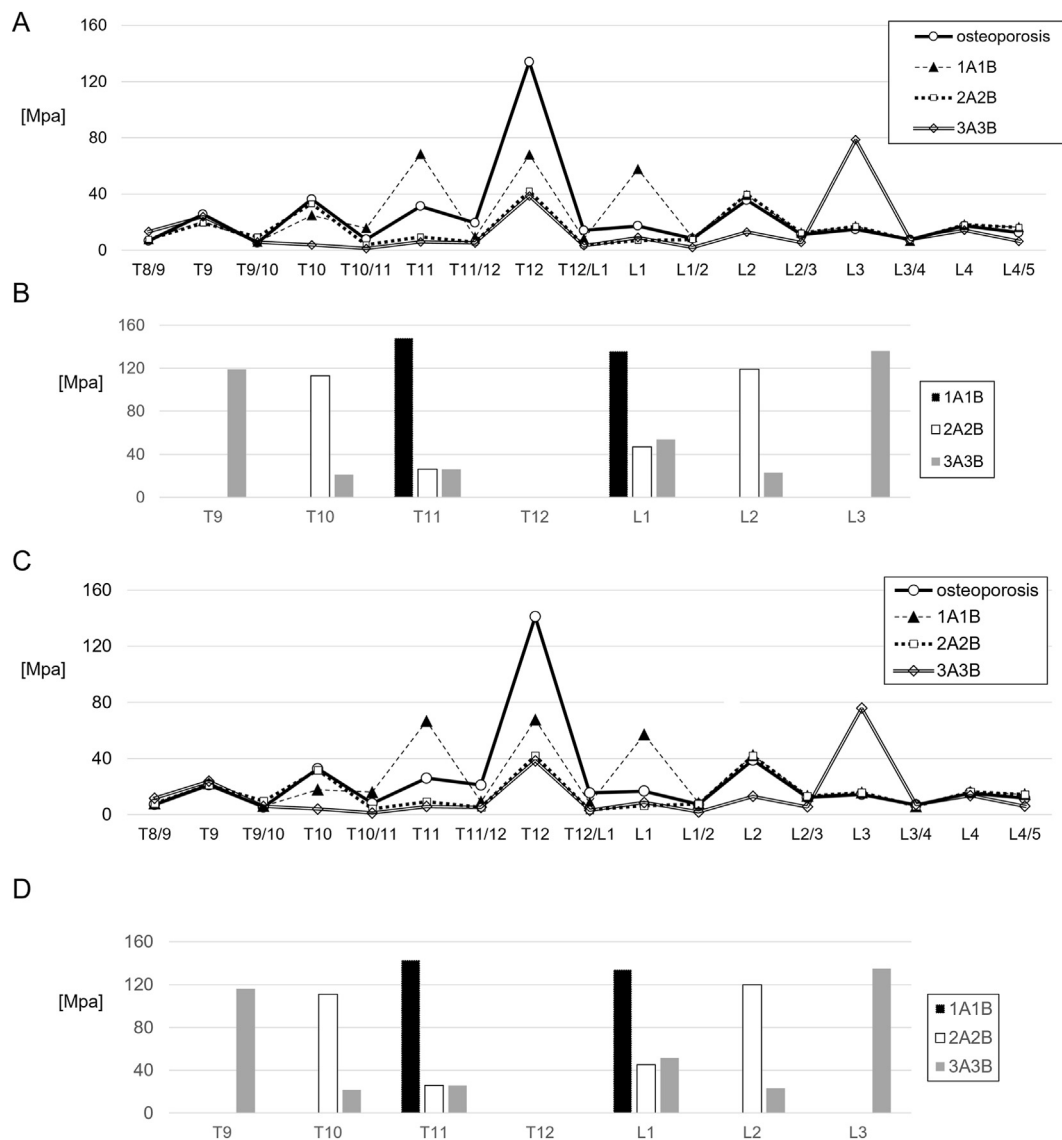 A
160
120
[Mpa]
80
40
0
osteoporosis
1A1B
2A2B
3A3B
T8/9 T9 T9/10 T10 T10/11 T11 T11/12 T12 T12/L1 L1 L1/2 L2 L2/3 L3 L3/4 L4 L4/5
B
160
[Mpa]
120
80
40
0
1A1B
2A2B
3A3B
T9 T10 T11 T12 L1 L2 L3
C
160
120
[Mpa]
80
40
0
osteoporosis
1A1B
2A2B
3A3B
T8/9 T9 T9/10 T10 T10/11 T11 T11/12 T12 T12/L1 L1 L1/2 L2 L2/3 L3 L3/4 L4 L4/5
D
160
120
[Mpa]
80
40
0
1A1B
2A2B
3A3B
T9 T10 T11 T12 L1 L2 L3